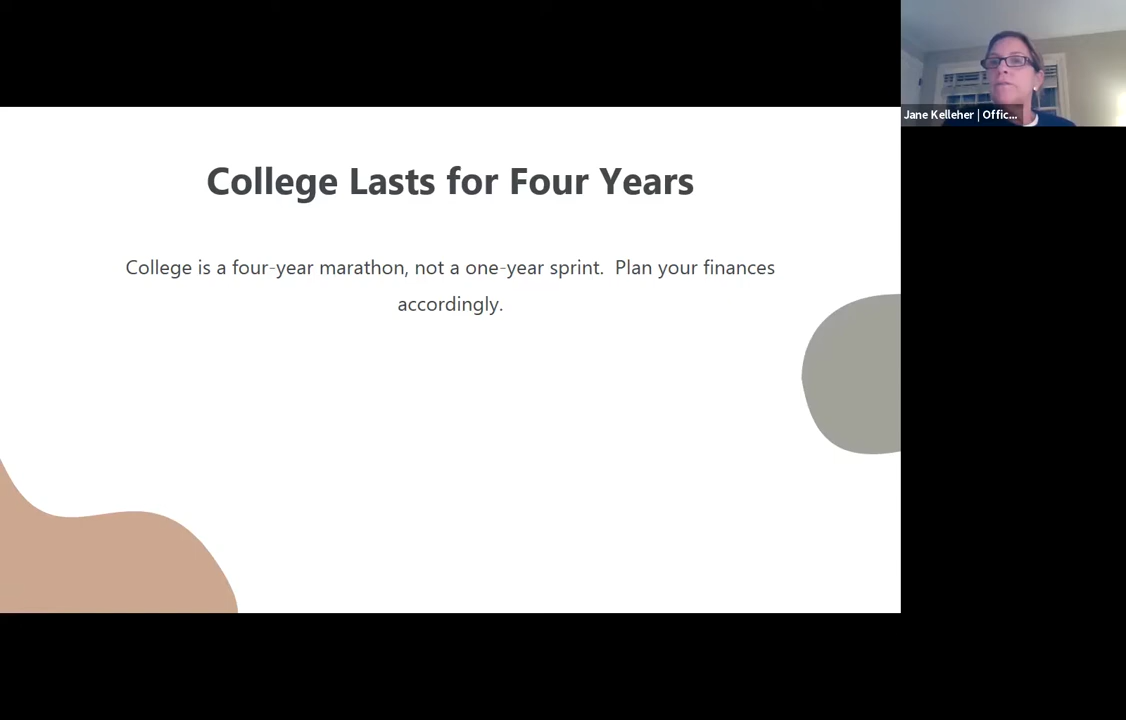 College Lasts for Four Years
College is a four-year marathon, not a one-year sprint.  Plan your finances
accordingly.
Jane Kelleher | Offic...